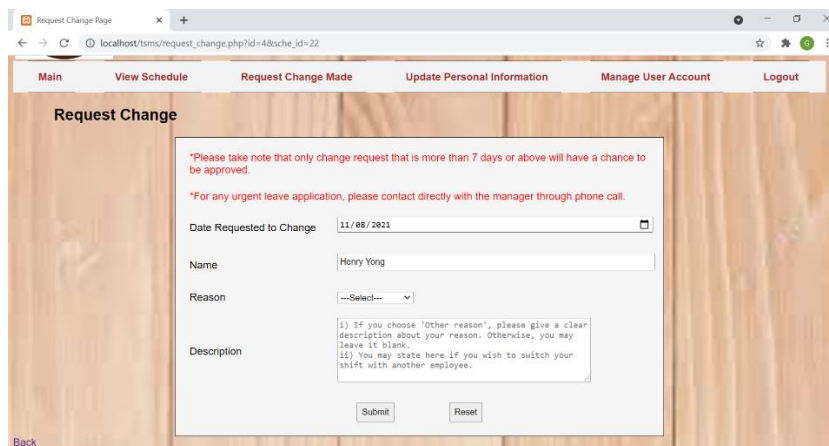 Request Change Page
localhost/tsms/request_change.php?id=4&sche_id=22
G
Main View Schedule Request Change Made Update Personal Information Manage User Account Logout
Request Change
*Please take note that only change request that is more than 7 days or above will have a chance to
be approved.
*For any urgent leave application, please contact directly with the manager through phone call.
Date Requested to Change 11/08/2021
Name Henry Yong
Reason ---Select---
Description
i) If you choose 'Other reason', please give a clear
description about your reason. Otherwise, you may
leave it blank.
ii) You may state here if you wish to switch your
shift with another employee.
Submit Reset
Back